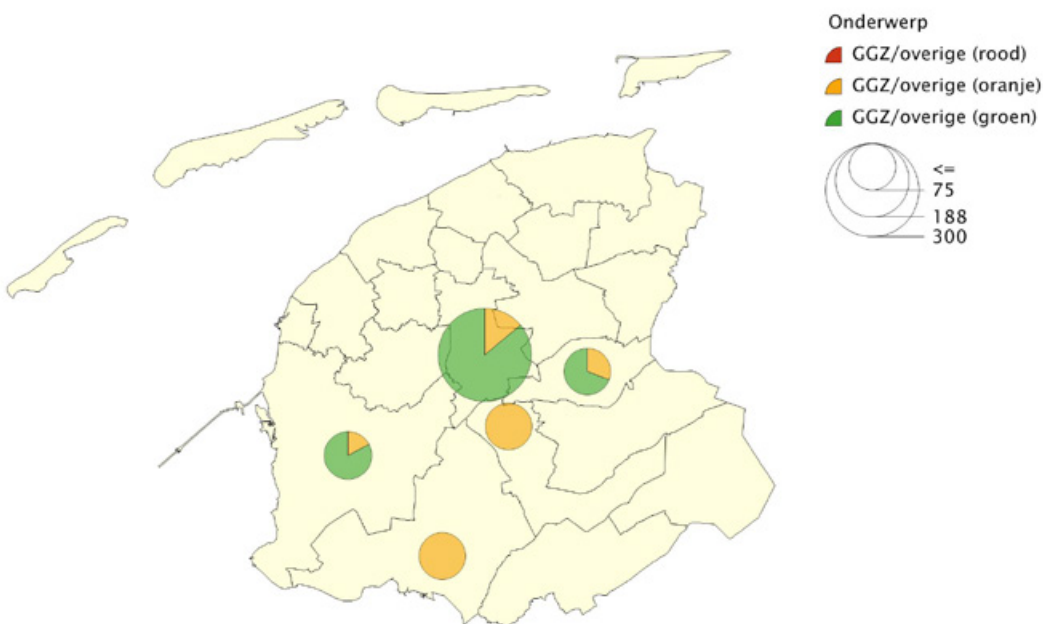 Onderwerp
GGZ/overige (rood)
GGZ/overige (oranje)
GGZ/overige (groen)
<=
75
188
300